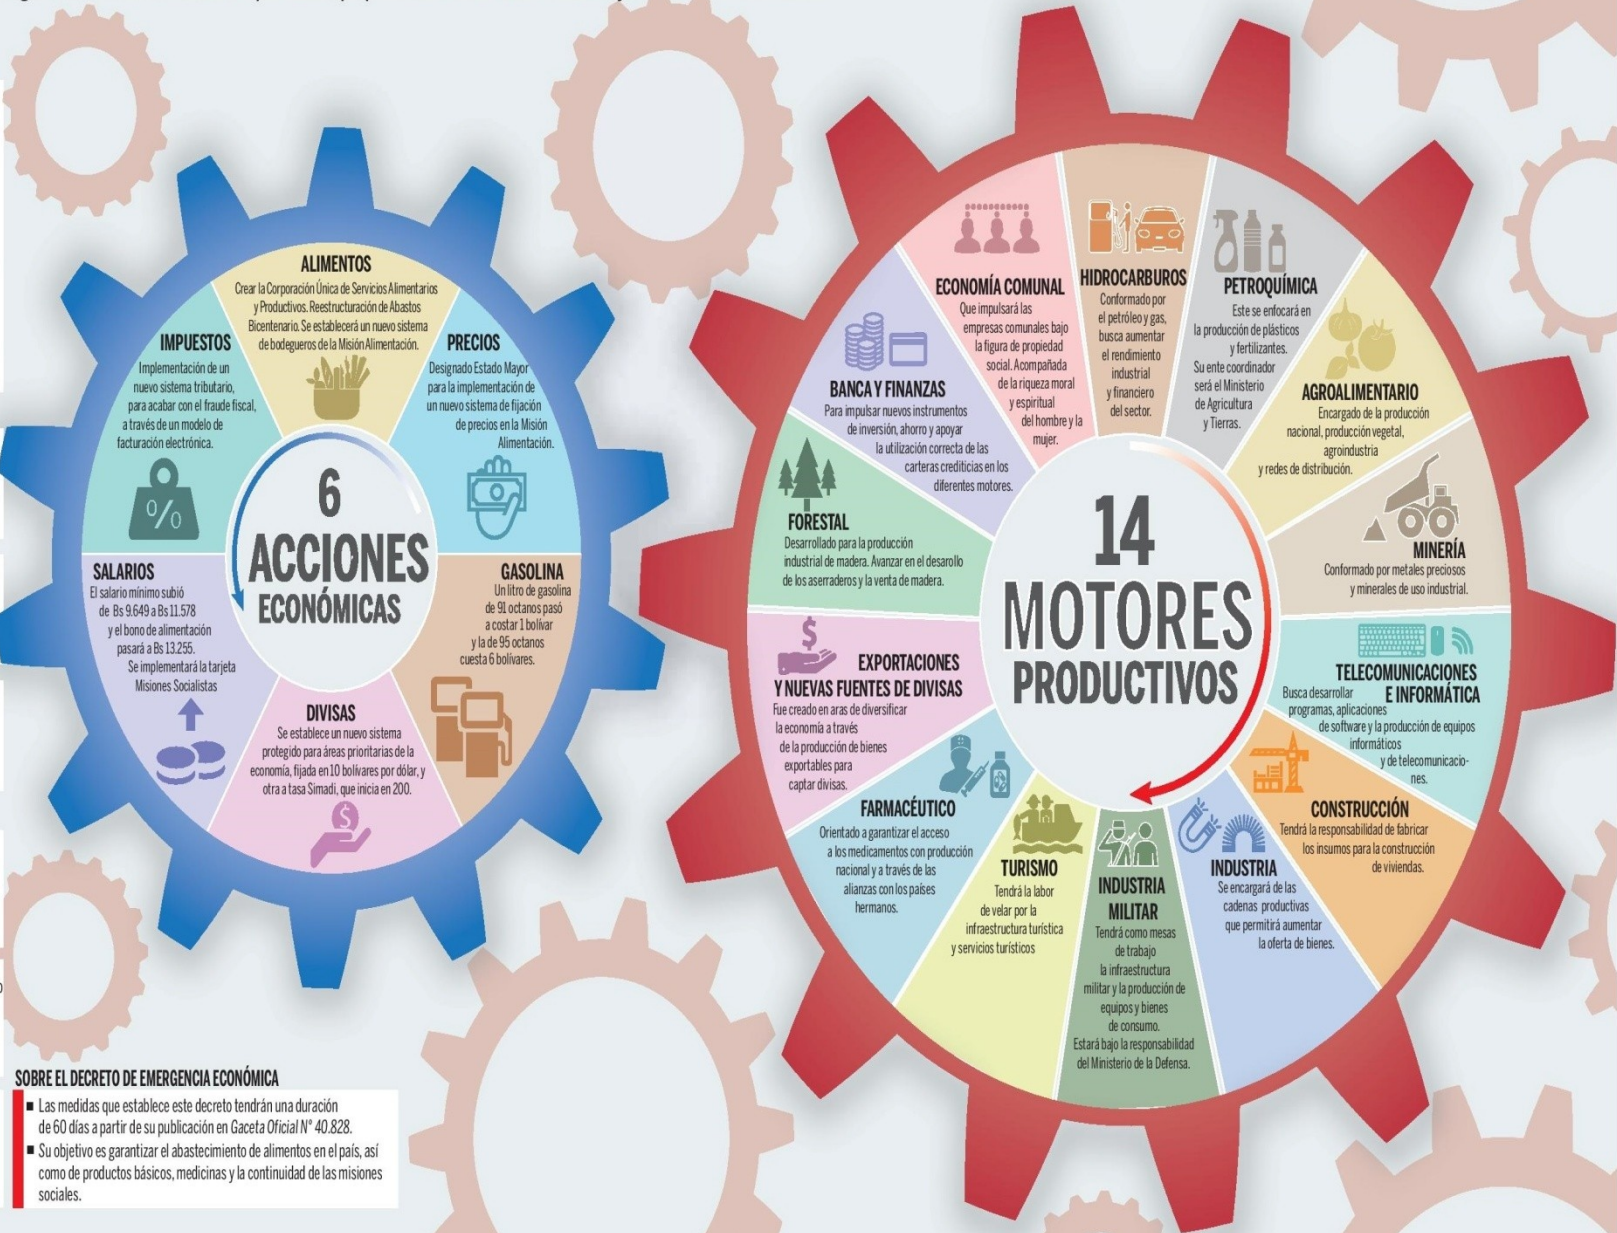 ALIMENTOS
Crear la Corporación Única de Servicios Alimentarios
y Productivos. Reestructuración de Abastos
Bicentenario. Se establecerá un nuevo sistema
de bodegueros de la Misión Alimentación.
PRECIOS
Designado Estado Mayor
para la implementación de
un nuevo sistema de fijación
de precios en la Misión
Alimentación.
GASOLINA
Un litro de gasolina
de 91 octanos pasó
a costar 1 bolívar
y la de 95 octanos
cuesta 6 bolívares.
DIVISAS
Se establece un nuevo sistema
protegido para áreas prioritarias de la
economía, fijada en 10 bolívares por dólar, y
otra a tasa Simadi, que inicia en 200.
SALARIOS
El salario mínimo subió
de Bs 9.649 a Bs 11.578
y el bono de alimentación
pasará a Bs 13.255.
Se implementará la tarjeta
Misiones Socialistas
IMPUESTOS
Implementación de un
nuevo sistema tributario,
para acabar con el fraude fiscal,
a través de un modelo de
facturación electrónica.
%
6
ACCIONES
ECONÓMICAS
HIDROCARBUROS
Conformado por
el petróleo y gas,
busca aumentar
el rendimiento
industrial
y financiero
del sector.
PETROQUÍMICA
Este se enfocará en
la producción de plásticos
y fertilizantes.
Su ente coordinador
será el Ministerio
de Agricultura
y Tierras.
AGROALIMENTARIO
Encargado de la producción
nacional, producción vegetal,
agroindustria
y redes de distribución.
MINERÍA
Conformado por metales preciosos
y minerales de uso industrial.
TELECOMUNICACIONES
E INFORMÁTICA
Busca desarrollar
programas, aplicaciones
de software y la producción de equipos
informáticos
y de telecomunicacio-
nes.
CONSTRUCCIÓN
Tendrá la responsabilidad de fabricar
los insumos para la construcción
de viviendas.
INDUSTRIA
Se encargará de las
cadenas productivas
que permitirá aumentar
la oferta de bienes.
INDUSTRIA
MILITAR
Tendrá como mesas
de trabajo
la infraestructura
militar y la producción de
equipos y bienes
de consumo.
Estará bajo la responsabilidad
del Ministerio de la Defensa.
TURISMO
Tendrá la labor
de velar por la
infraestructura turística
y servicios turísticos
FARMACÉUTICO
Orientado a garantizar el acceso
a los medicamentos con producción
nacional y a través de las
alianzas con los países
hermanos.
$
EXPORTACIONES
Y NUEVAS FUENTES DE DIVISAS
Fue creado en aras de diversificar
la economía a través
de la producción de bienes
exportables para
captar divisas.
FORESTAL
Desarrollado para la producción
industrial de madera. Avanzar en el desarollo
de los aserraderos y la venta de madera.
BANCA Y FINANZAS
Para impulsar nuevos instrumentos
de inversión, ahorro y apoyar
la utilización correcta de las
carteras crediticias en los
diferentes motores.
ECONOMÍA COMUNAL
Que impulsará las
empresas comunales bajo
la figura de propiedad
social. Acompañada
de la riqueza moral
y espiritual
del hombre y la
mujer.
14
MOTORES
PRODUCTIVOS
SOBRE EL DECRETO DE EMERGENCIA ECONÓMICA
■ Las medidas que establece este decreto tendrán una duración
de 60 días a partir de su publicación en Gaceta Oficial N° 40.828.
■ Su objetivo es garantizar el abastecimiento de alimentos en el país, así
como de productos básicos, medicinas y la continuidad de las misiones
sociales.